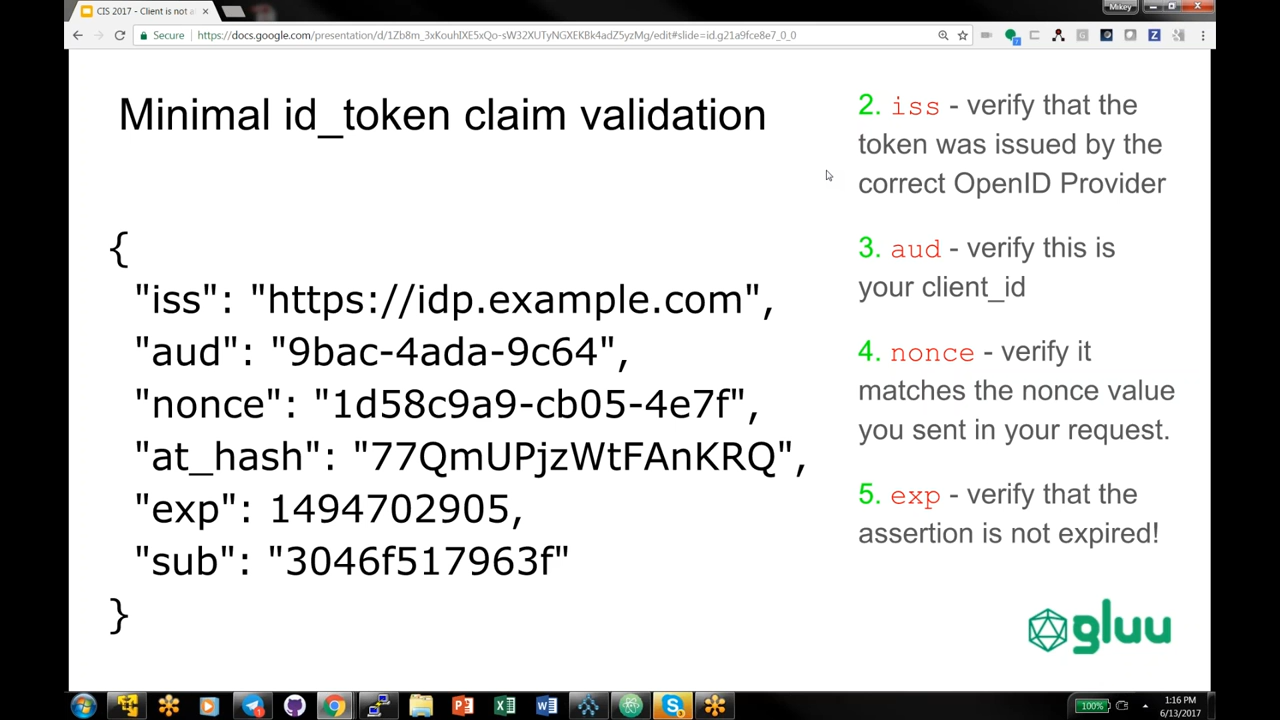 CIS 2017 - Client is not a
Mikey
Secure
https://docs.google.com/presentation/d/1Zb8m_3xKouhlXE5xQo-sW32XUTyNGXEKBk4adZ5yzMg/edit#slide=id.g21a9fce8e7_0_0
Minimal id_token claim validation
{
"iss": "https://idp.example.com",
"aud": "9bac-4ada-9c64",
"nonce": "1d58c9a9-cb05-4e7f",
"at_hash": "77QmUPjzWtFAnKRQ",
"exp": 1494702905,
"sub": "3046f517963f"
}
2. iss - verify that the
token was issued by the
correct OpenID Provider
3. aud - verify this is
your client_id
4. nonce - verify it
matches the nonce value
you sent in your request.
5. exp - verify that the
assertion is not expired!
gluu
100%
1:16 PM
6/13/2017